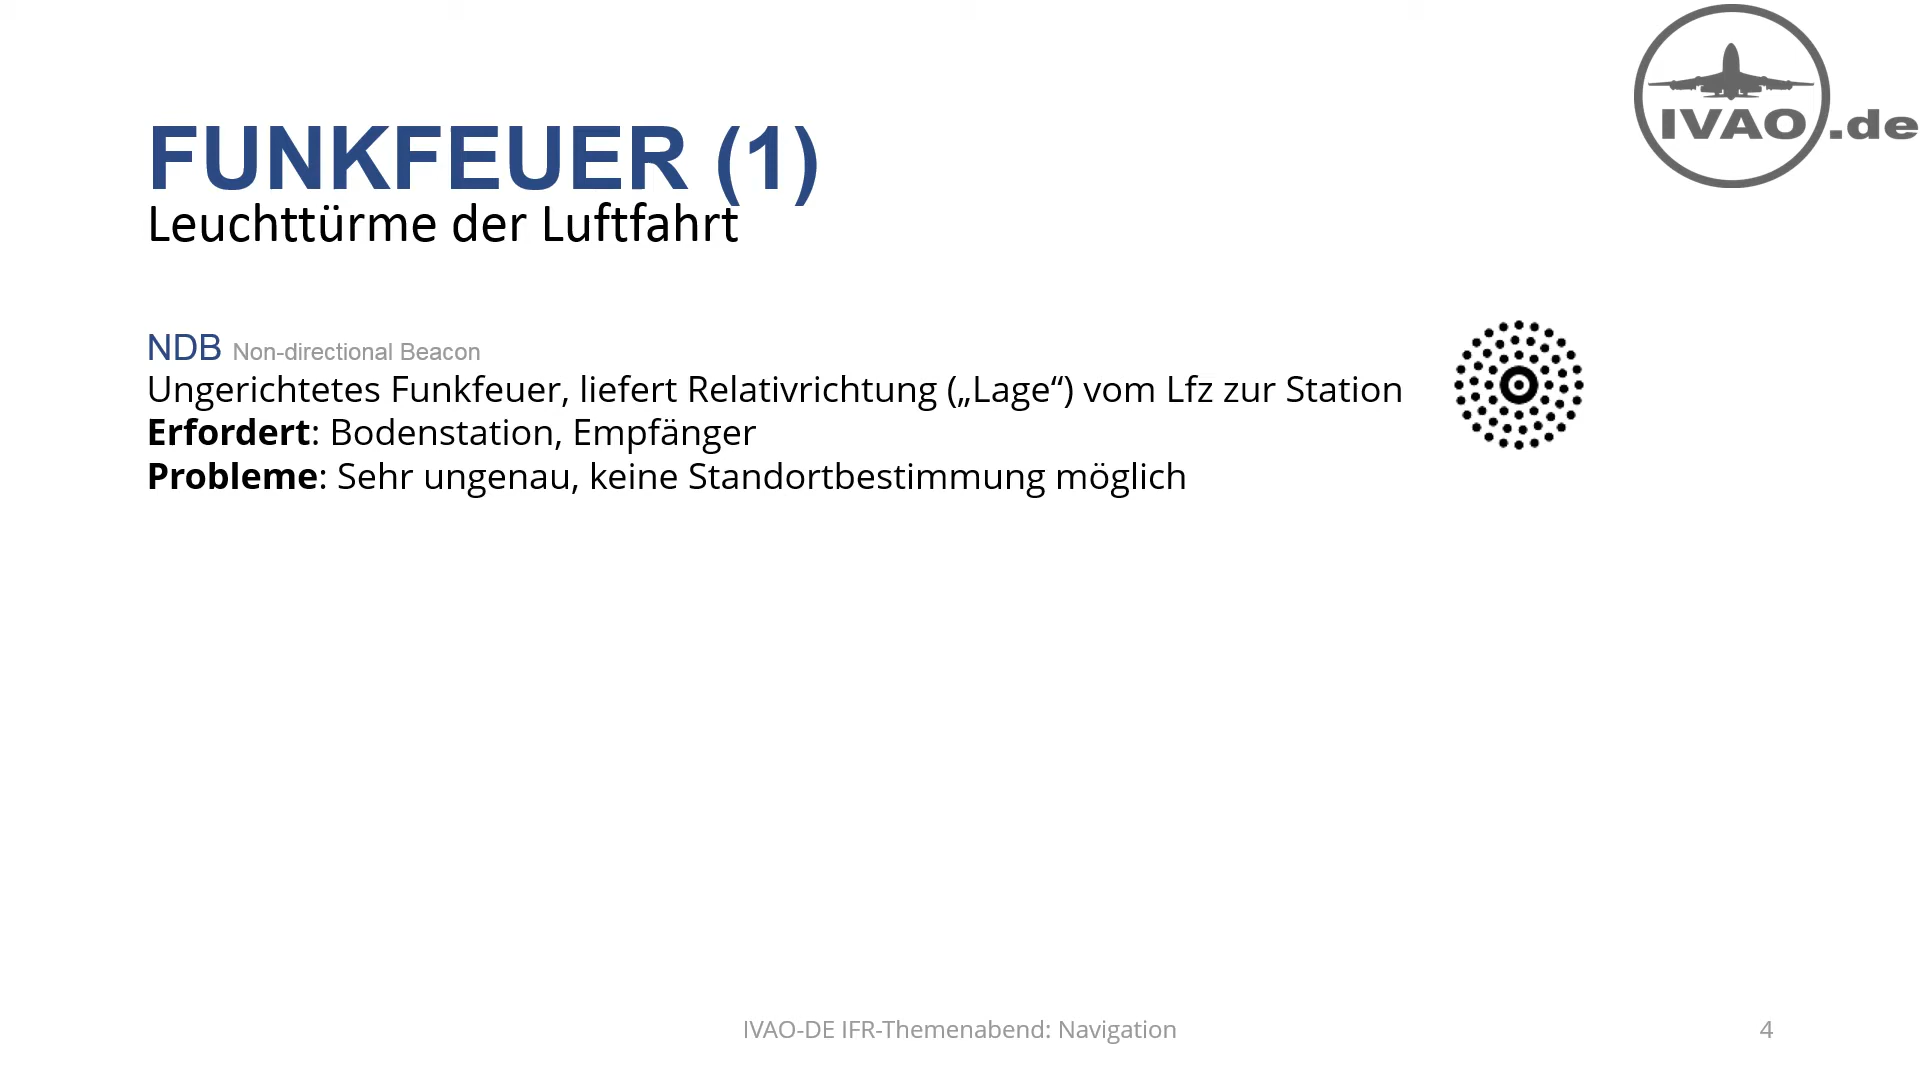 IVAO.de
FUNKFEUER (1)
Leuchttürme der Luftfahrt
NDB Non-directional Beacon
Ungerichtetes Funkfeuer, liefert Relativrichtung („Lage“) vom Lfz zur Station
Erfordert: Bodenstation, Empfänger
Probleme: Sehr ungenau, keine Standortbestimmung möglich
IVAO-DE IFR-Themenabend: Navigation
4